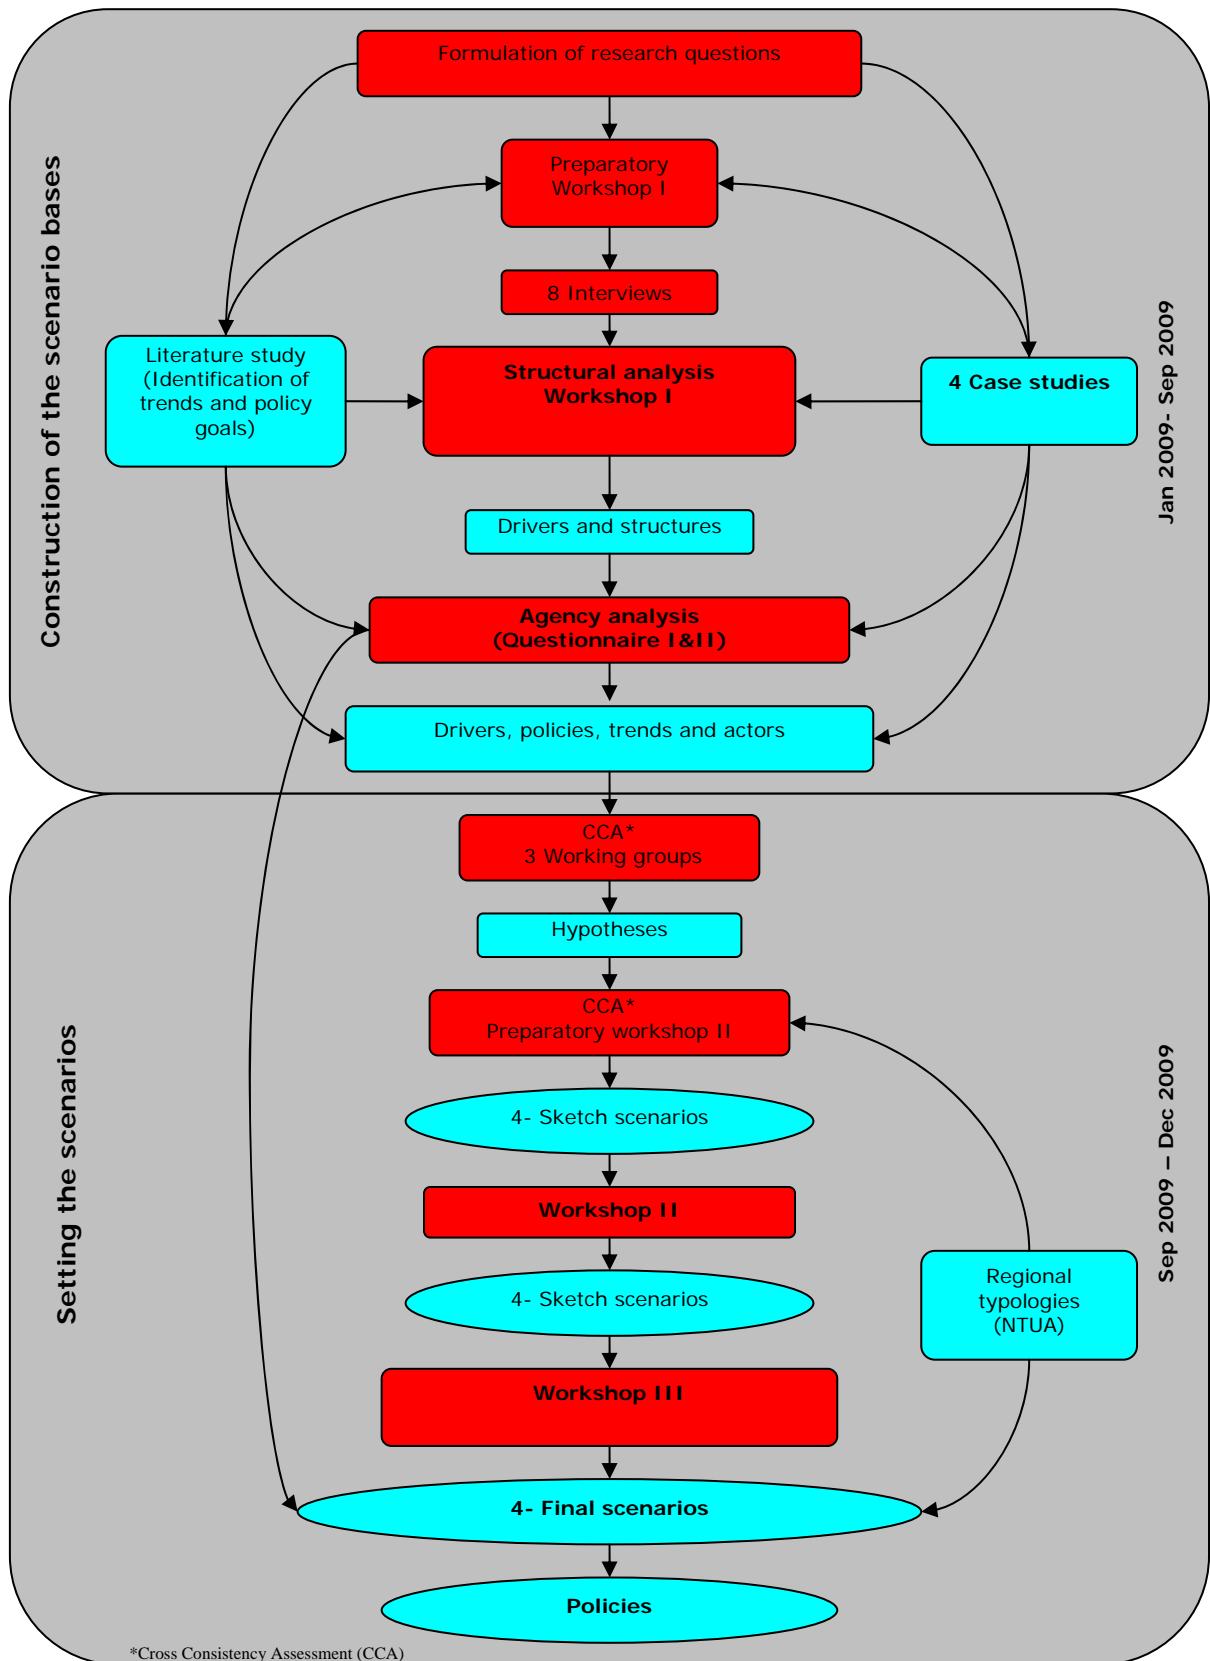 Construction of the scenario bases
Jan 2009- Sep 2009
Formulation of research questions
Preparatory
Workshop I
8 Interviews
Literature study
(Identification of
trends and policy
goals)
Structural analysis
Workshop I
4 Case studies
Drivers and structures
Agency analysis
(Questionnaire I&II)
Drivers, policies, trends and actors
Setting the scenarios
Sep 2009 – Dec 2009
CCA*
3 Working groups
Hypotheses
CCA*
Preparatory workshop II
4- Sketch scenarios
Workshop II
4- Sketch scenarios
Regional
typologies
(NTUA)
Workshop III
4- Final scenarios
Policies
*Cross Consistency Assessment (CCA)